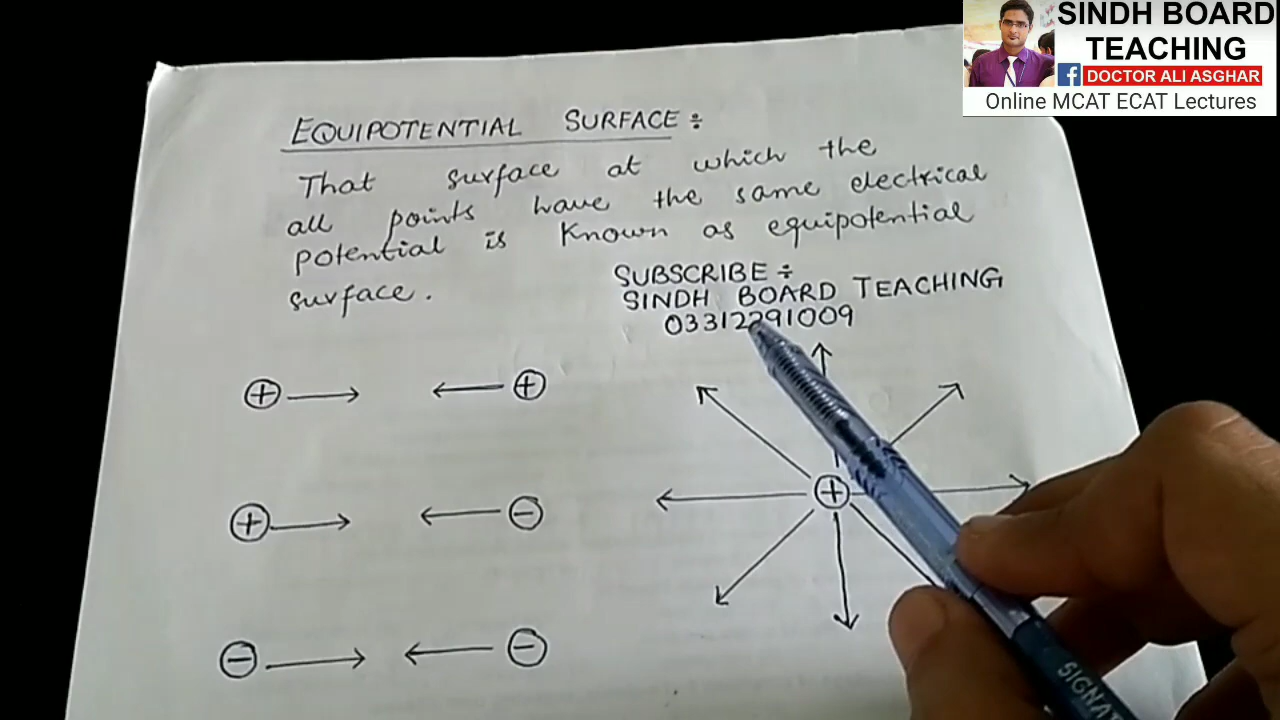 SINDH BOARD
TEACHING
f DOCTOR ALI ASGHAR
Online MCAT ECAT Lectures
EQUIPOTENTIAL SURFACE ÷
That surface at which the
all points have the same electrical
potential is known as equipotential
surface.
SUBSCRIBE ÷
SINDH BOARD TEACHING
03312291009
+ +
+ +
- 
- -
SIGNAT